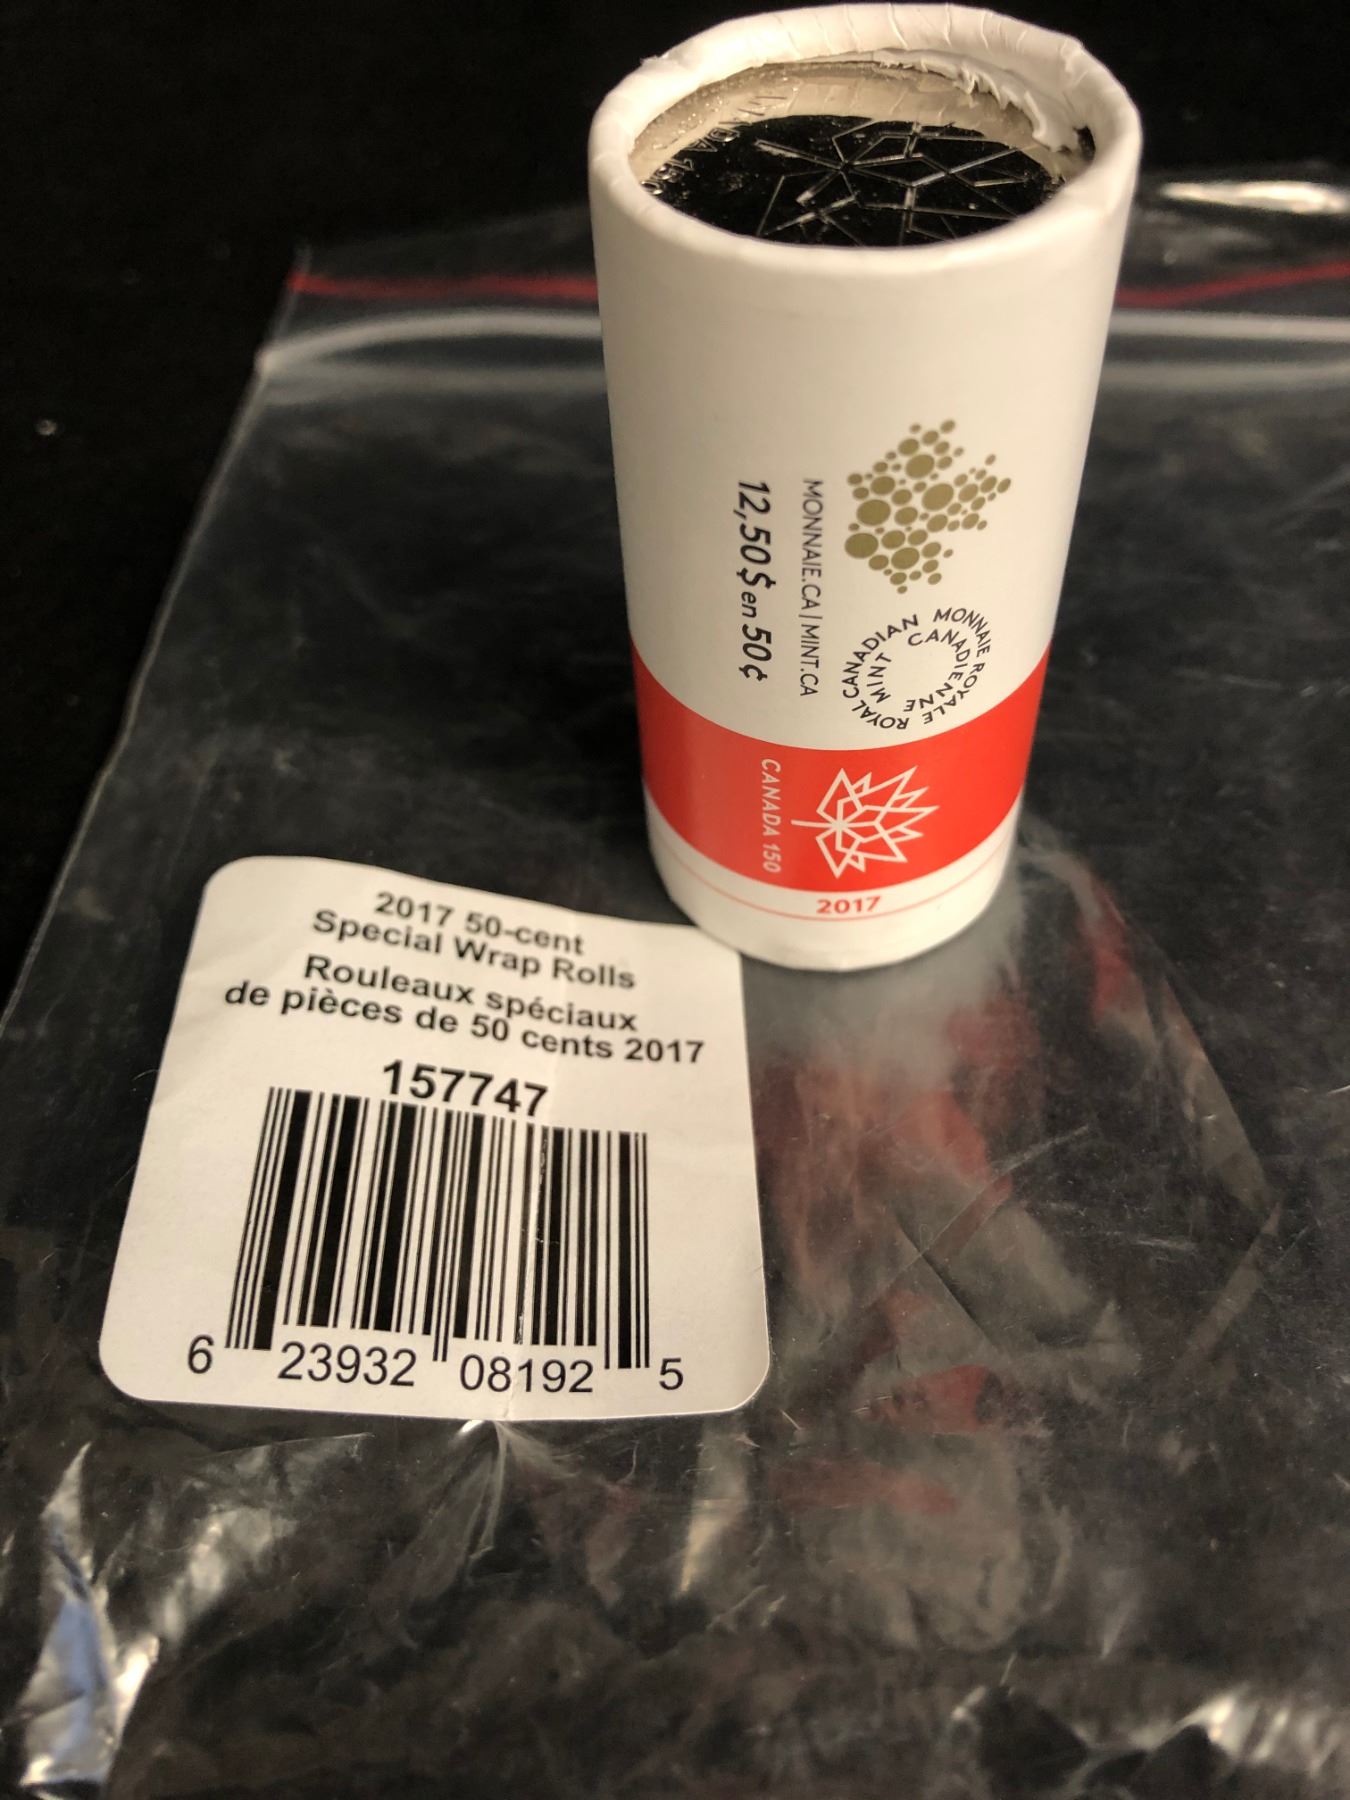 MONNAIE ROYALE
CANADIENNE
ROYAL CANADIAN
MINT
MONNAIE.CA | MINT.CA
12,50$ en 50¢
CANADA 150
2017
2017 50-cent
Special Wrap Rolls
Rouleaux spéciaux
de pièces de 50 cents 2017
157747
6 23932 08192 5